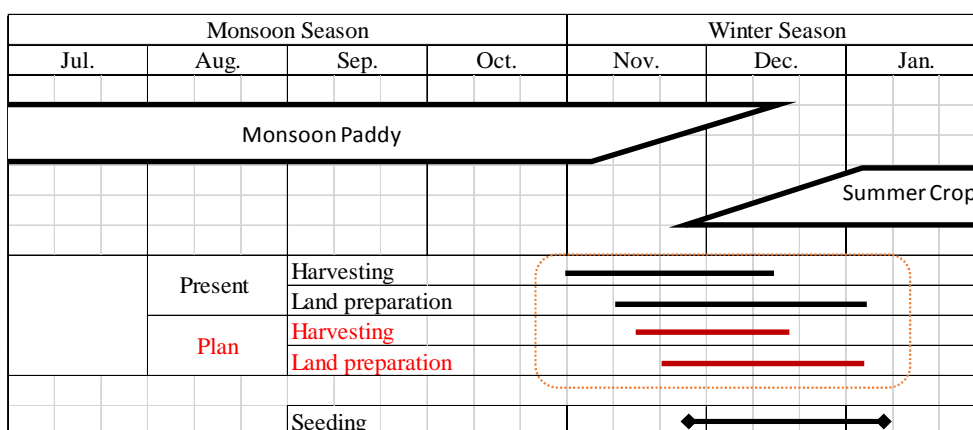 Monsoon Season Winter Season
Jul. Aug. Sep. Oct. Nov. Dec. Jan.
Monsoon Paddy
Summer Crop
Present Harvesting
Land preparation
Plan Harvesting
Land preparation
Seeding